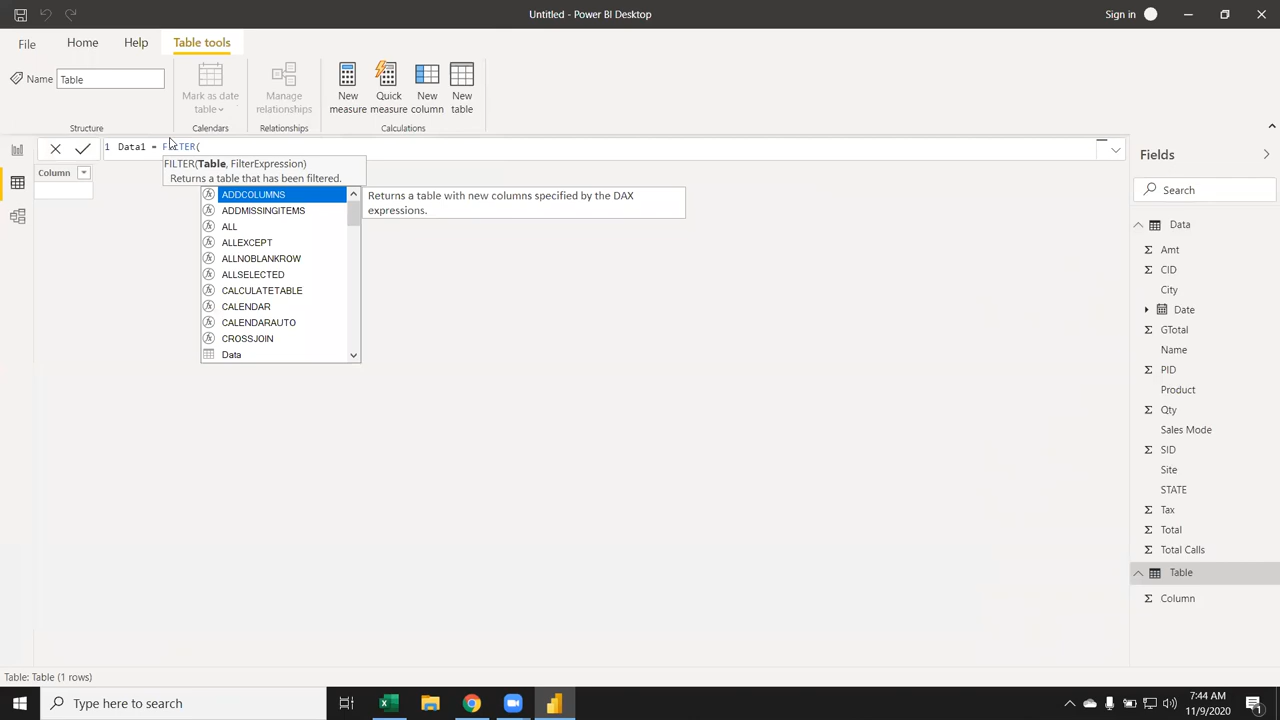 Untitled - Power BI Desktop
Sign in
File
Home
Help
Table tools
Name
Table
Mark as date
table
Manage
relationships
New
measure
Quick
measure
New
column
New
table
Structure
Calendars
Relationships
Calculations
1 Data1 = FILTER(
FILTER(Table, FilterExpression)
Returns a table that has been filtered.
Column
ADDCOLUMNS
ADDMISSINGITEMS
ALL
ALLEXCEPT
ALLNOBLANKROW
ALLSELECTED
CALCULATETABLE
CALENDAR
CALENDARAUTO
CROSSJOIN
Data
Returns a table with new columns specified by the DAX
expressions.
Fields
Search
Data
Amt
CID
City
Date
GTotal
Name
PID
Product
Qty
Sales Mode
SID
Site
STATE
Tax
Total
Total Calls
Table
Column
Table: Table (1 rows)
Type here to search
7:44 AM
11/9/2020
1